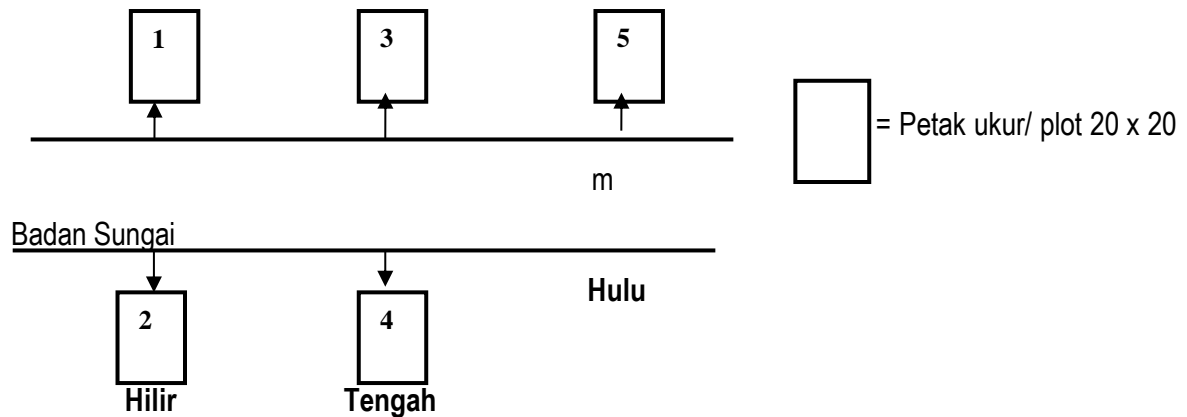 1 3 5
= Petak ukur/ plot 20 x 20
m
Badan Sungai
Hulu
2 4
Hilir Tengah